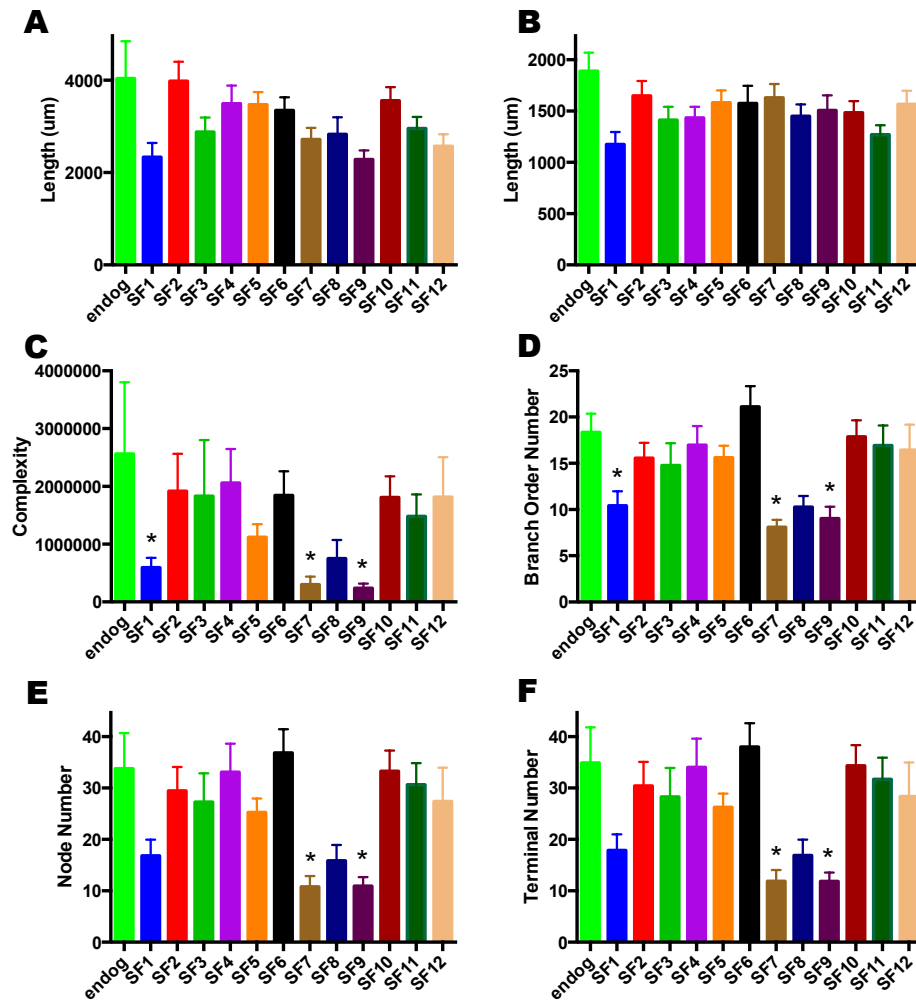 A
Length (um)
4000
2000
0
endog SF1 SF2 SF3 SF4 SF5 SF6 SF7 SF8 SF9 SF10 SF11 SF12
B
Length (um)
2000
1500
1000
500
0
endog SF1 SF2 SF3 SF4 SF5 SF6 SF7 SF8 SF9 SF10 SF11 SF12
C
Complexity
4000000
3000000
2000000
1000000
0
* * *
endog SF1 SF2 SF3 SF4 SF5 SF6 SF7 SF8 SF9 SF10 SF11 SF12
D
Branch Order Number
25
20
15
10
5
0
* * *
endog SF1 SF2 SF3 SF4 SF5 SF6 SF7 SF8 SF9 SF10 SF11 SF12
E
Node Number
40
30
20
10
0
* *
endog SF1 SF2 SF3 SF4 SF5 SF6 SF7 SF8 SF9 SF10 SF11 SF12
F
Terminal Number
40
30
20
10
0
* *
endog SF1 SF2 SF3 SF4 SF5 SF6 SF7 SF8 SF9 SF10 SF11 SF12